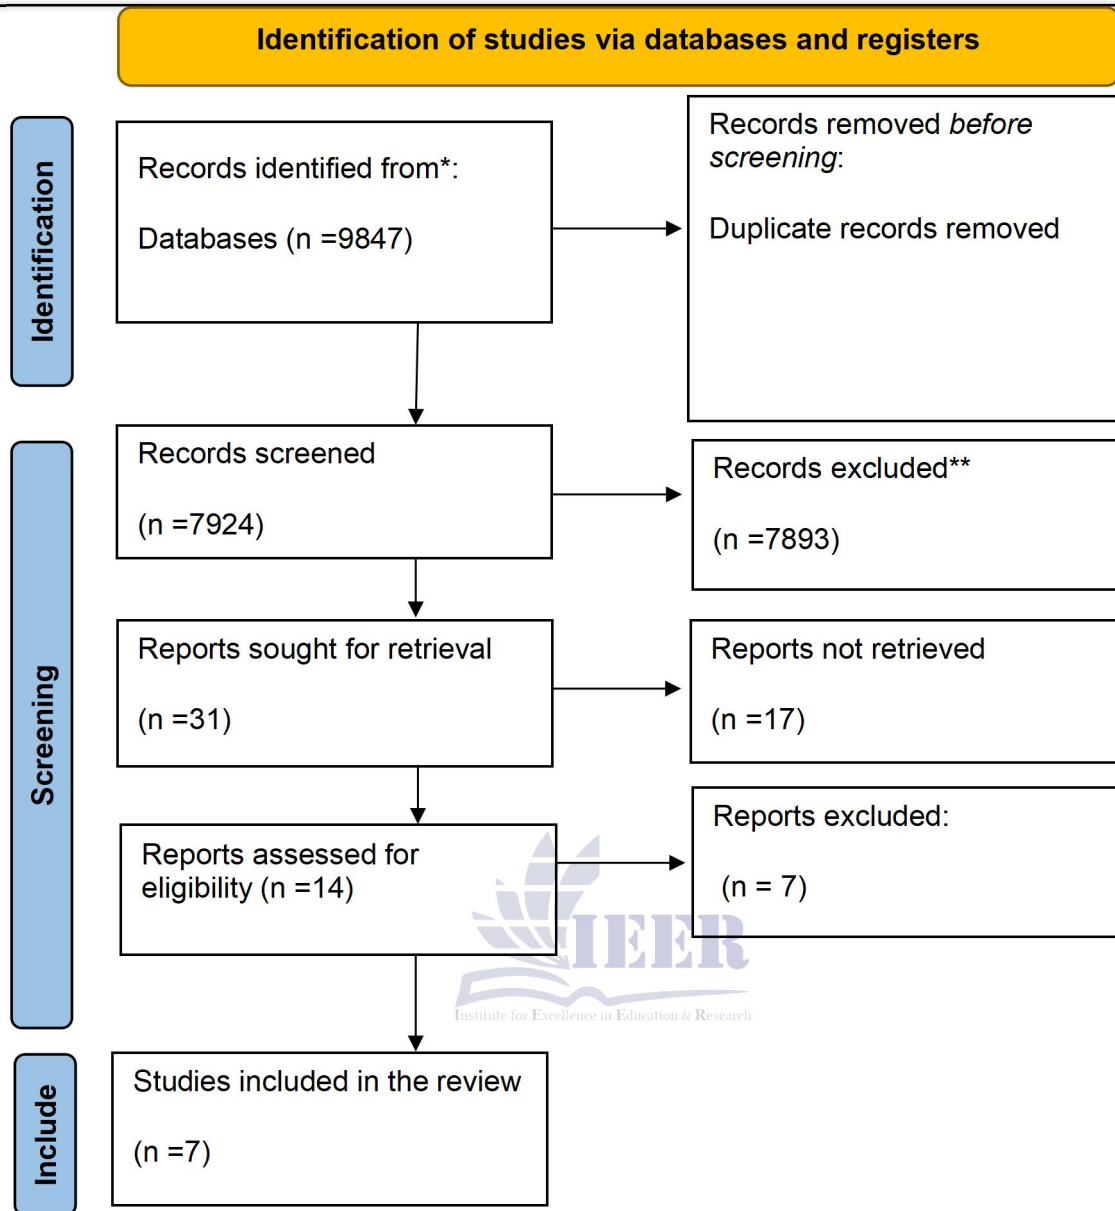 Identification of studies via databases and registers
Identification
Records identified from*:
Databases (n =9847)
Records removed before
screening:
Duplicate records removed
Screening
Records screened
(n =7924)
Records excluded**
(n =7893)
Reports sought for retrieval
(n =31)
Reports not retrieved
(n =17)
Reports assessed for
eligibility (n =14)
Reports excluded:
(n = 7)
IEER
Institute for Excellence in Education & Research
Include
Studies included in the review
(n =7)